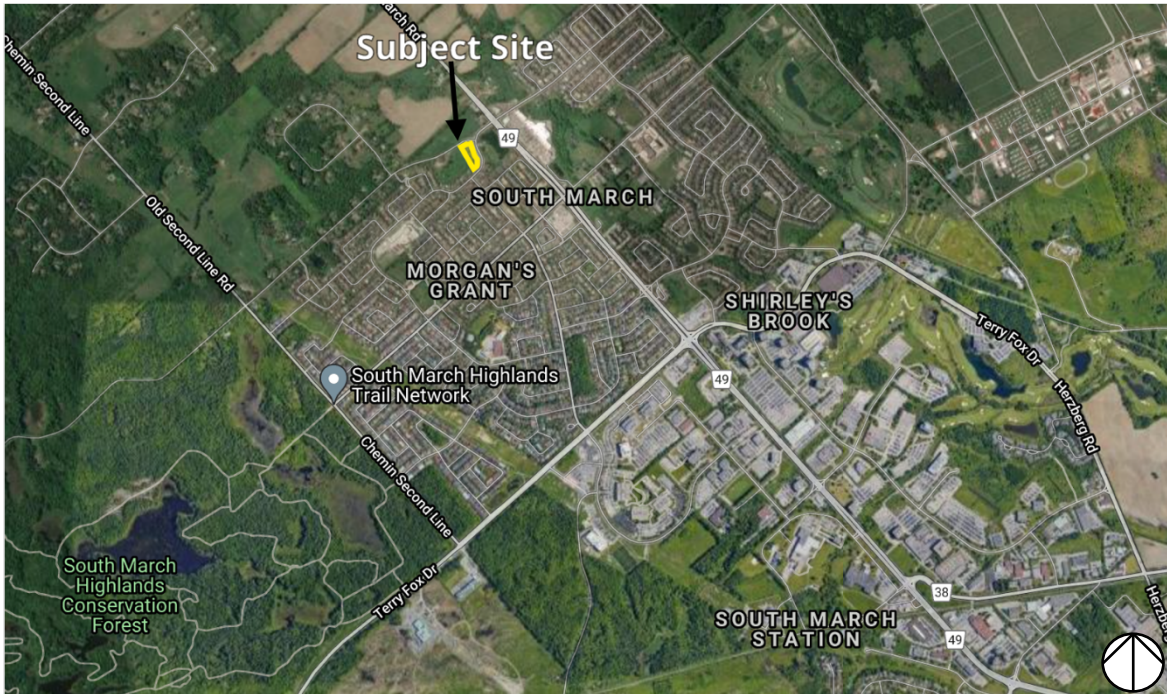 arch Rd
Subject Site
Chemin Second Line
49
SOUTH MARCH
Old Second Line Rd
MORGAN'S
GRANT
SHIRLEY'S
BROOK
Terry Fox Dr
South March Highlands
Trail Network
49
Herzberg Rd
Chemin Second Line
South March
Highlands
Conservation
Forest
Terry Fox Dr
38
SOUTH MARCH
STATION
49
Herzbe